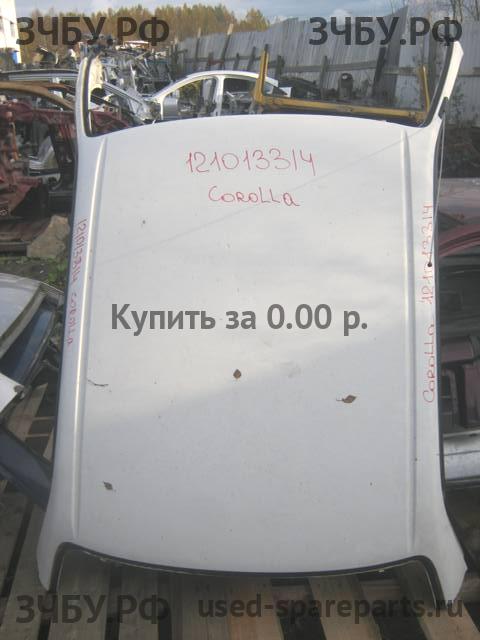 ЗЧБУ.РФ
ЗЧБУ.РФ
121013314
COROLLA
121013314 COROLLA
COROLLA 121013314
Купить за 0.00 р.
ЗЧБУ.РФ
used-spareparts.ru